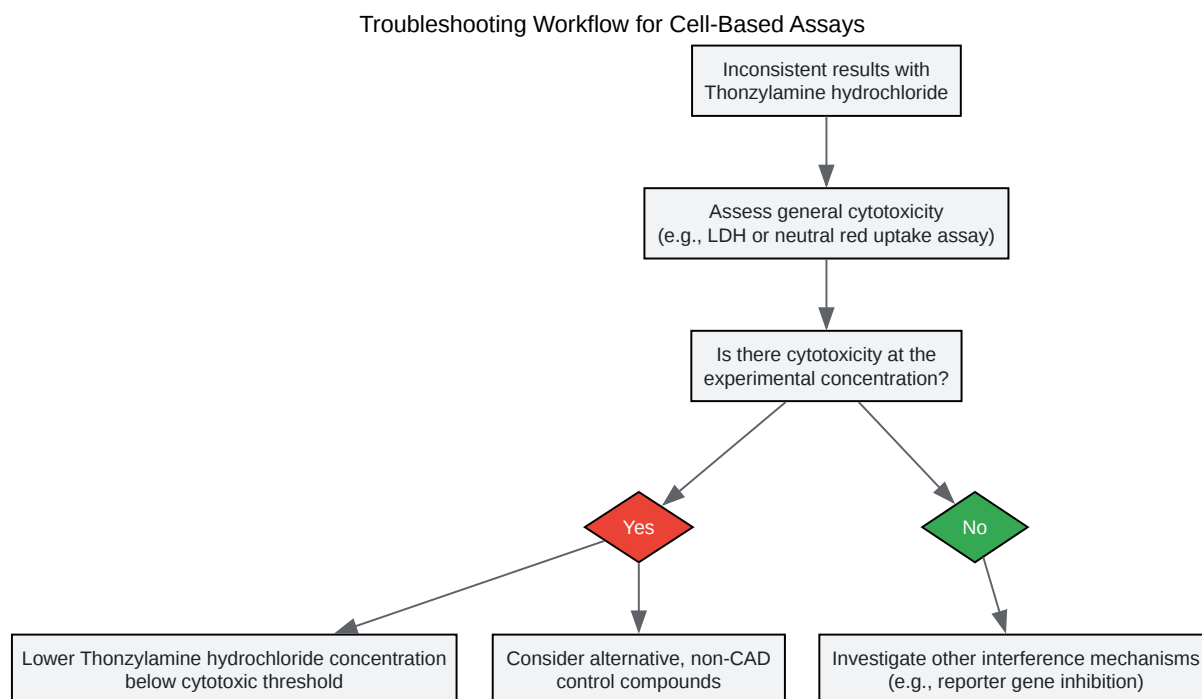 Troubleshooting Workflow for Cell-Based Assays
Inconsistent results with
Thonzylamine hydrochloride
Assess general cytotoxicity
(e.g., LDH or neutral red uptake assay)
Is there cytotoxicity at the
experimental concentration?
Yes
No
Lower Thonzylamine hydrochloride concentration
below cytotoxic threshold
Consider alternative, non-CAD
control compounds
Investigate other interference mechanisms
(e.g., reporter gene inhibition)